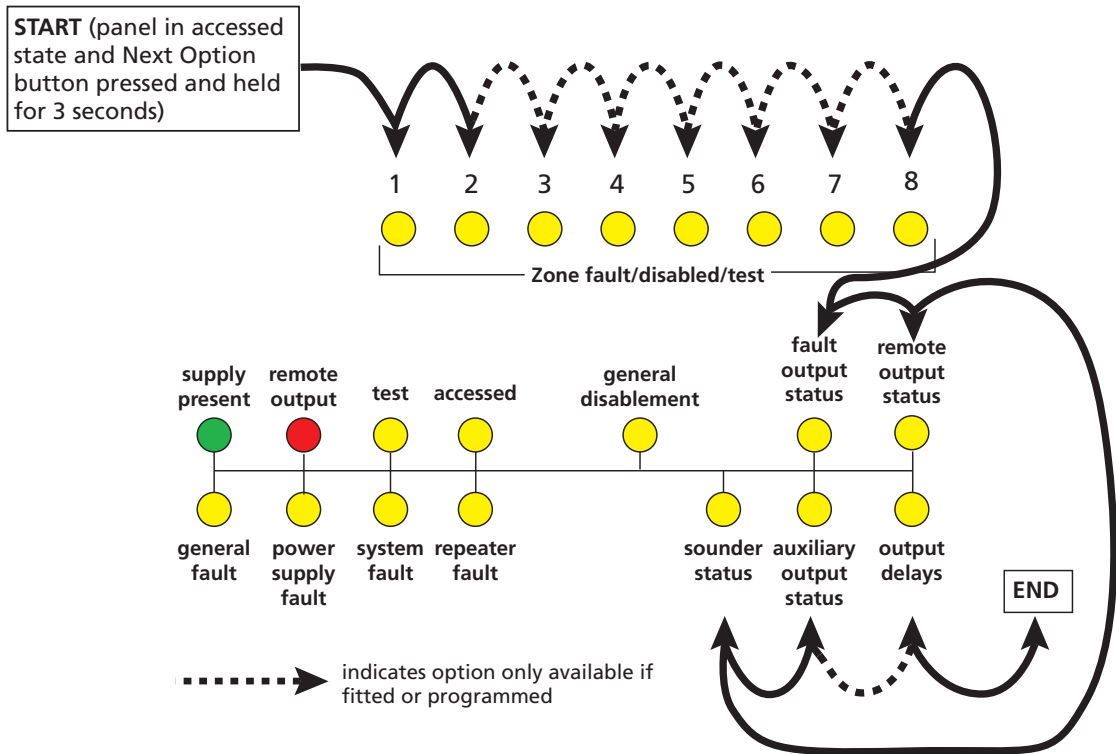 START (panel in accessed
state and Next Option
button pressed and held
for 3 seconds)
1 2 3 4 5 6 7 8
Zone fault/disabled/test
supply
present
remote
output
test
accessed
general
disablement
fault
output
status
remote
output
status
general
fault
power
supply
fault
system
fault
repeater
fault
sounder
status
auxiliary
output
status
output
delays
END
indicates option only available if
fitted or programmed